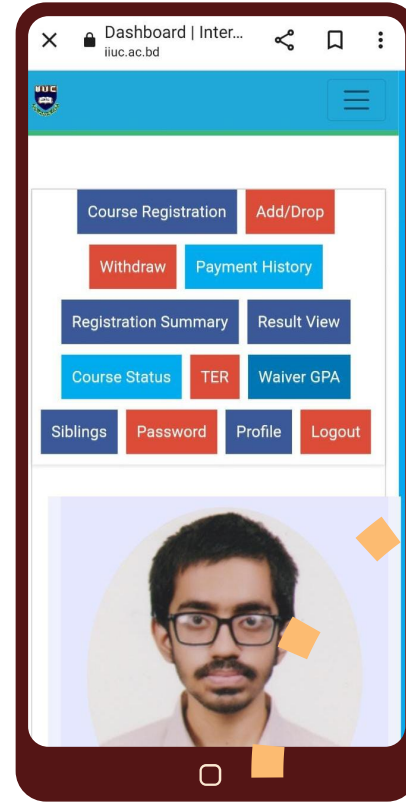 Dashboard | Inter...
iiuc.ac.bd
IIUC
Course Registration Add/Drop
Withdraw Payment History
Registration Summary Result View
Course Status TER Waiver GPA
Siblings Password Profile Logout